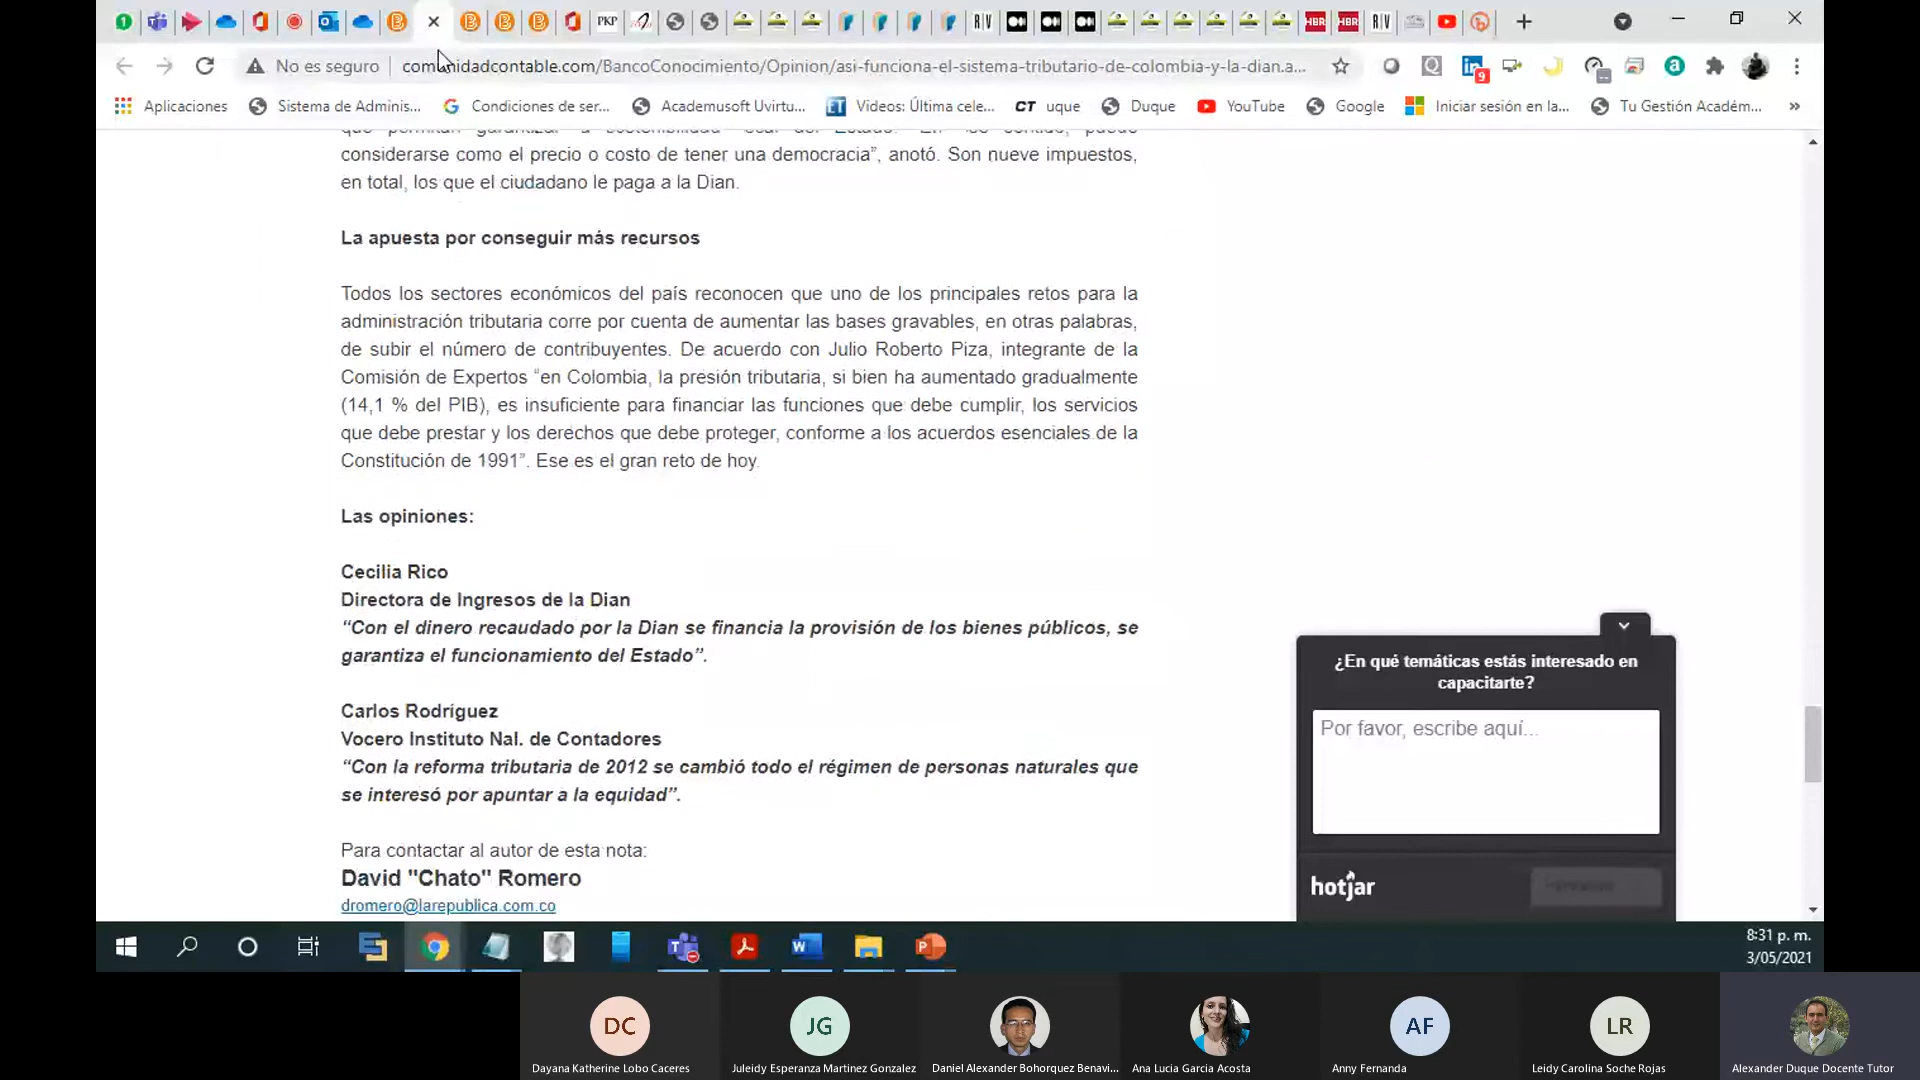 No es seguro | comunidadcontable.com/BancoConocimiento/Opinion/asi-funciona-el-sistema-tributario-de-colombia-y-la-dian.a...
Aplicaciones Sistema de Adminis... Condiciones de ser... Academusoft Uvirtu... Videos: Última cele... CT uque Duque YouTube Google Iniciar sesión en la... Tu Gestión Académ... »
considerarse como el precio o costo de tener una democracia”, anotó. Son nueve impuestos,
en total, los que el ciudadano le paga a la Dian.
La apuesta por conseguir más recursos
Todos los sectores económicos del país reconocen que uno de los principales retos para la
administración tributaria corre por cuenta de aumentar las bases gravables, en otras palabras,
de subir el número de contribuyentes. De acuerdo con Julio Roberto Piza, integrante de la
Comisión de Expertos “en Colombia, la presión tributaria, si bien ha aumentado gradualmente
(14,1 % del PIB), es insuficiente para financiar las funciones que debe cumplir, los servicios
que debe prestar y los derechos que debe proteger, conforme a los acuerdos esenciales de la
Constitución de 1991”. Ese es el gran reto de hoy.
Las opiniones:
Cecilia Rico
Directora de Ingresos de la Dian
“Con el dinero recaudado por la Dian se financia la provisión de los bienes públicos, se
garantiza el funcionamiento del Estado”.
Carlos Rodríguez
Vocero Instituto Nal. de Contadores
“Con la reforma tributaria de 2012 se cambió todo el régimen de personas naturales que
se interesó por apuntar a la equidad”.
Para contactar al autor de esta nota:
David "Chato" Romero
dromero@larepublica.com.co
¿En qué temáticas estás interesado en
capacitarte?
Por favor, escribe aquí...
hotjar
8:31 p. m.
3/05/2021
DC JG AF LR
Dayana Katherine Lobo Caceres Juleidy Esperanza Martinez Gonzalez Daniel Alexander Bohorquez Benavi... Ana Lucia Garcia Acosta Anny Fernanda Leidy Carolina Soche Rojas Alexander Duque Docente Tutor